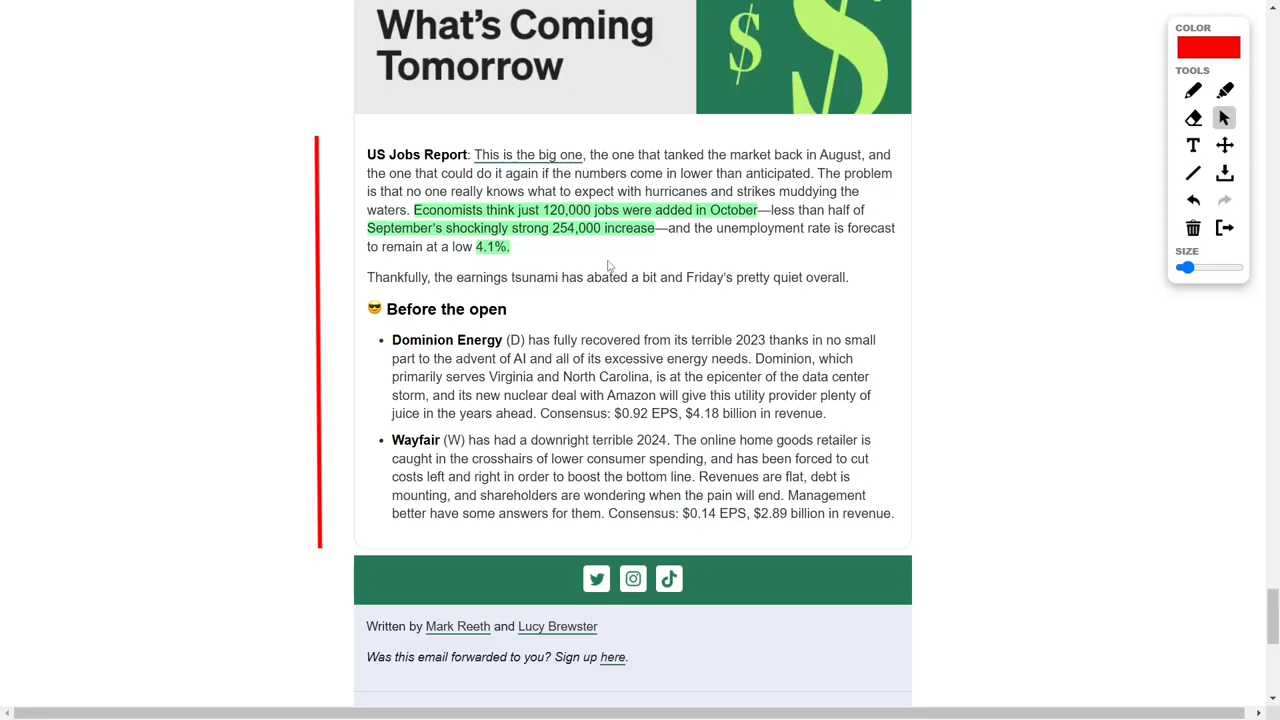 What's Coming
Tomorrow
US Jobs Report: This is the big one, the one that tanked the market back in August, and
the one that could do it again if the numbers come in lower than anticipated. The problem
is that no one really knows what to expect with hurricanes and strikes muddying the
waters. Economists think just 120,000 jobs were added in October—less than half of
September's shockingly strong 254,000 increase—and the unemployment rate is forecast
to remain at a low 4.1%.
Thankfully, the earnings tsunami has abated a bit and Friday's pretty quiet overall.
😎 Before the open
• Dominion Energy (D) has fully recovered from its terrible 2023 thanks in no small
part to the advent of AI and all of its excessive energy needs. Dominion, which
primarily serves Virginia and North Carolina, is at the epicenter of the data center
storm, and its new nuclear deal with Amazon will give this utility provider plenty of
juice in the years ahead. Consensus: $0.92 EPS, $4.18 billion in revenue.
• Wayfair (W) has had a downright terrible 2024. The online home goods retailer is
caught in the crosshairs of lower consumer spending, and has been forced to cut
costs left and right in order to boost the bottom line. Revenues are flat, debt is
mounting, and shareholders are wondering when the pain will end. Management
better have some answers for them. Consensus: $0.14 EPS, $2.89 billion in revenue.
Written by Mark Reeth and Lucy Brewster
Was this email forwarded to you? Sign up here.
COLOR
TOOLS
T
SIZE
$
$